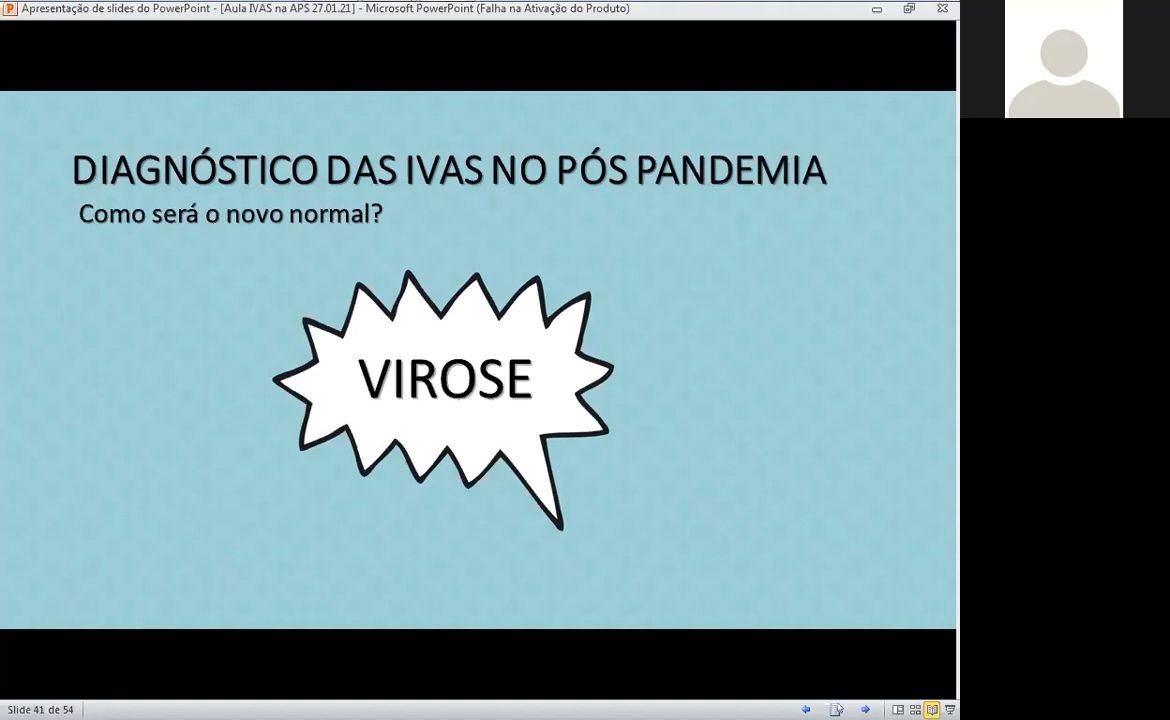 Apresentação de slides do PowerPoint - [Aula IVAS na APS 27.01.21] - Microsoft PowerPoint (Falha na Ativação do Produto)
DIAGNÓSTICO DAS IVAS NO PÓS PANDEMIA
Como será o novo normal?
VIROSE
Slide 41 de 54